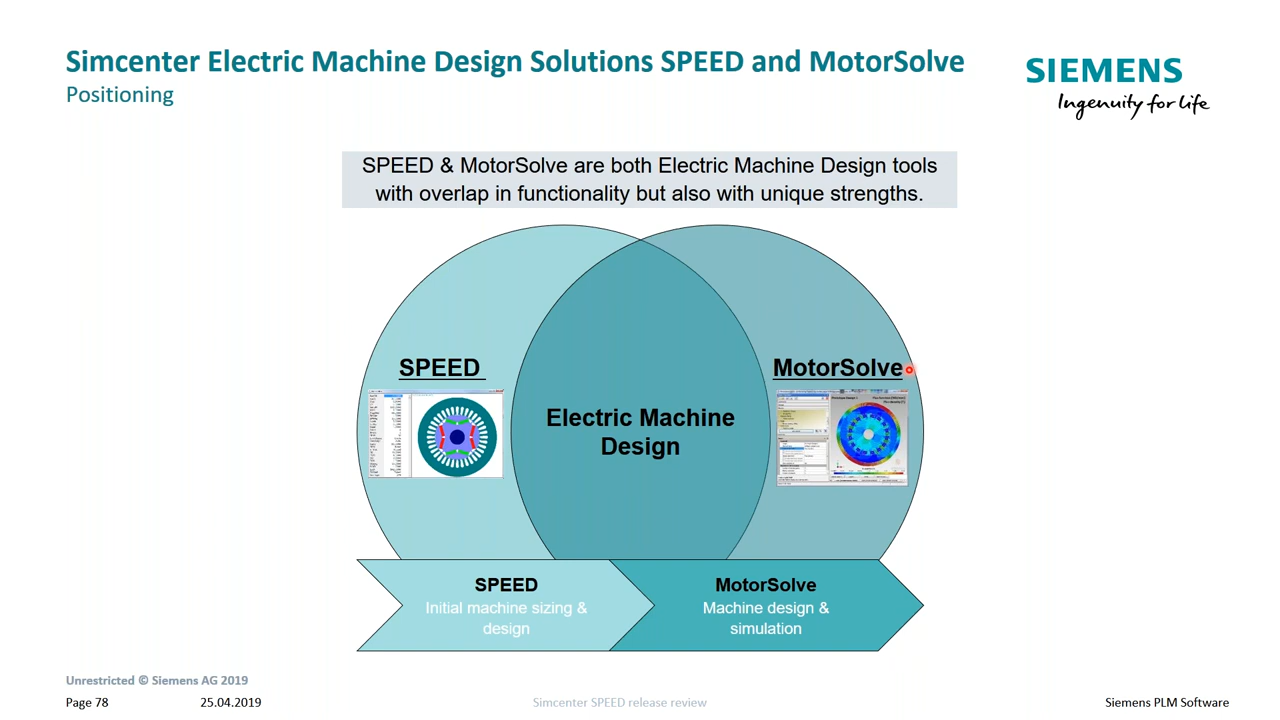 Simcenter Electric Machine Design Solutions SPEED and MotorSolve
Positioning
SIEMENS
Ingenuity for life
SPEED & MotorSolve are both Electric Machine Design tools
with overlap in functionality but also with unique strengths.
SPEED
MotorSolve
Electric Machine
Design
SPEED
Initial machine sizing &
design
MotorSolve
Machine design &
simulation
Unrestricted © Siemens AG 2019
Page 78
25.04.2019
Simcenter SPEED release review
Siemens PLM Software